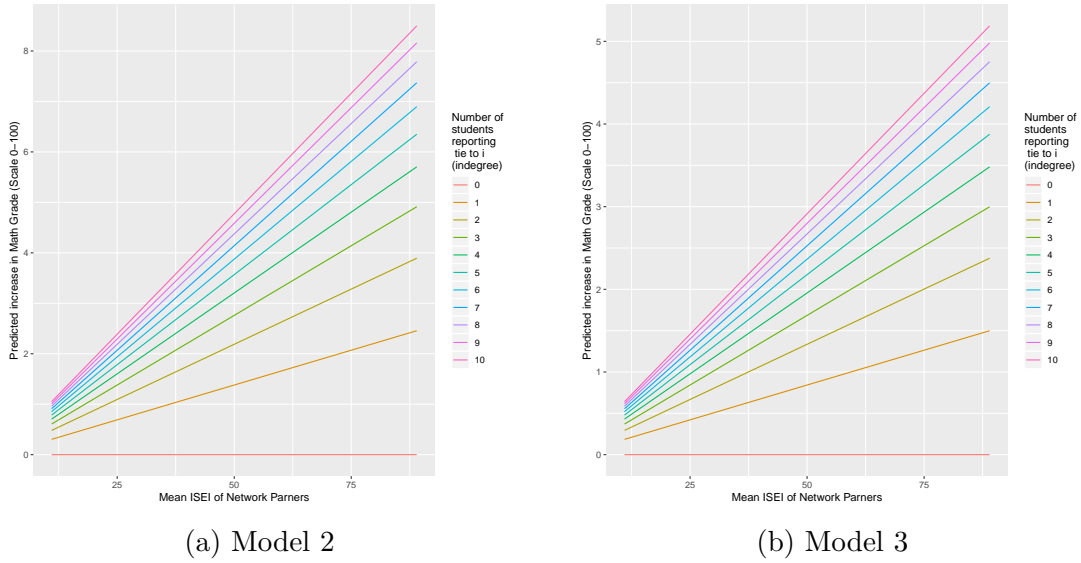 Predicted increase in Math Grade (Scale 0−100)
8
6
4
2
0
25
50
75
Mean ISEI of Network Parners
Number of
students
reporting
tie to i
(indegree)
0
1
2
3
4
5
6
7
8
9
10
(a) Model 2
Predicted increase in Math Grade (Scale 0−100)
5
4
3
2
1
0
25
50
75
Mean ISEI of Network Parners
Number of
students
reporting
tie to i
(indegree)
0
1
2
3
4
5
6
7
8
9
10
(b) Model 3